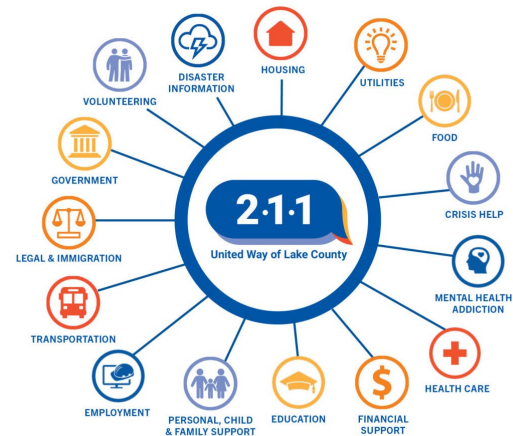 HOUSING
DISASTER
INFORMATION
UTILITIES
VOLUNTEERING
FOOD
GOVERNMENT
CRISIS HELP
2·1·1
United Way of Lake County
LEGAL & IMMIGRATION
MENTAL HEALTH
ADDICTION
TRANSPORTATION
HEALTH CARE
EMPLOYMENT
PERSONAL, CHILD
& FAMILY SUPPORT
EDUCATION
$
FINANCIAL
SUPPORT